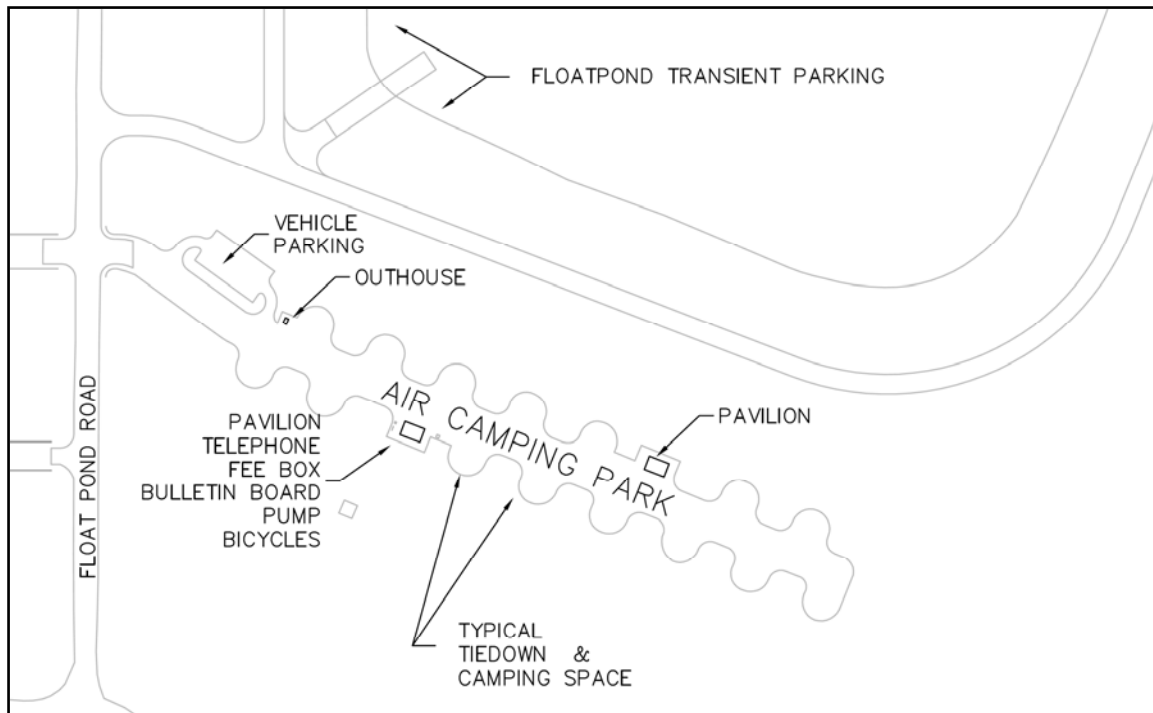 FLOATPOND TRANSIENT PARKING
VEHICLE
PARKING
OUTHOUSE
AIR CAMPING PARK
PAVILION
PAVILION
TELEPHONE
FEE BOX
BULLETIN BOARD
PUMP
BICYCLES
FLOAT POND ROAD
TYPICAL
TIEDOWN &
CAMPING SPACE